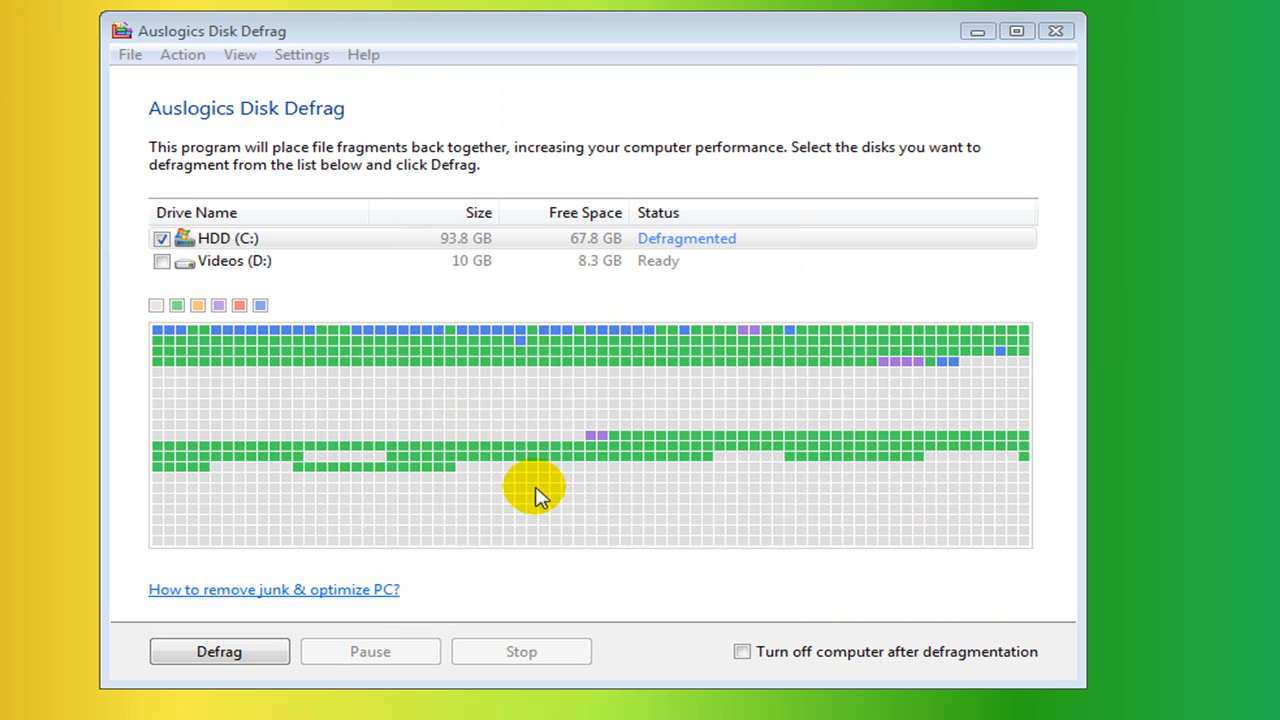 Auslogics Disk Defrag
File Action View Settings Help
Auslogics Disk Defrag
This program will place file fragments back together, increasing your computer performance. Select the disks you want to
defragment from the list below and click Defrag.
Drive Name Size Free Space Status
HDD (C:) 93.8 GB 67.8 GB Defragmented
Videos (D:) 10 GB 8.3 GB Ready
How to remove junk & optimize PC?
Defrag Pause Stop Turn off computer after defragmentation